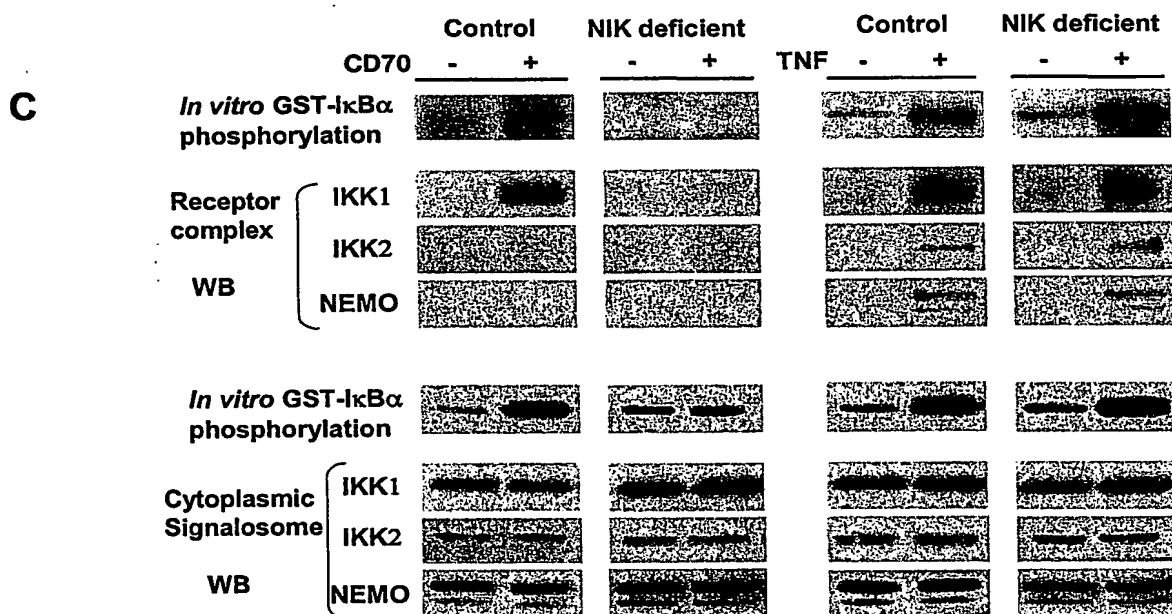 Control NIK deficient Control NIK deficient
CD70 - + - + TNF - + - +
C
In vitro GST-IκBα
phosphorylation
Receptor
complex
WB
IKK1
IKK2
NEMO
In vitro GST-IκBα
phosphorylation
Cytoplasmic
Signalosome
WB
IKK1
IKK2
NEMO